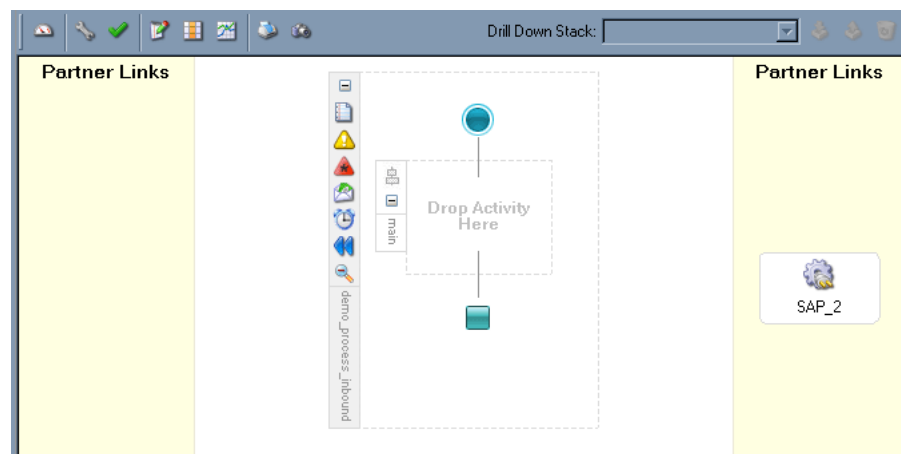 Drill Down Stack:
Partner Links
Partner Links
Drop Activity
Here
main
SAP_2
demo_process_inbound